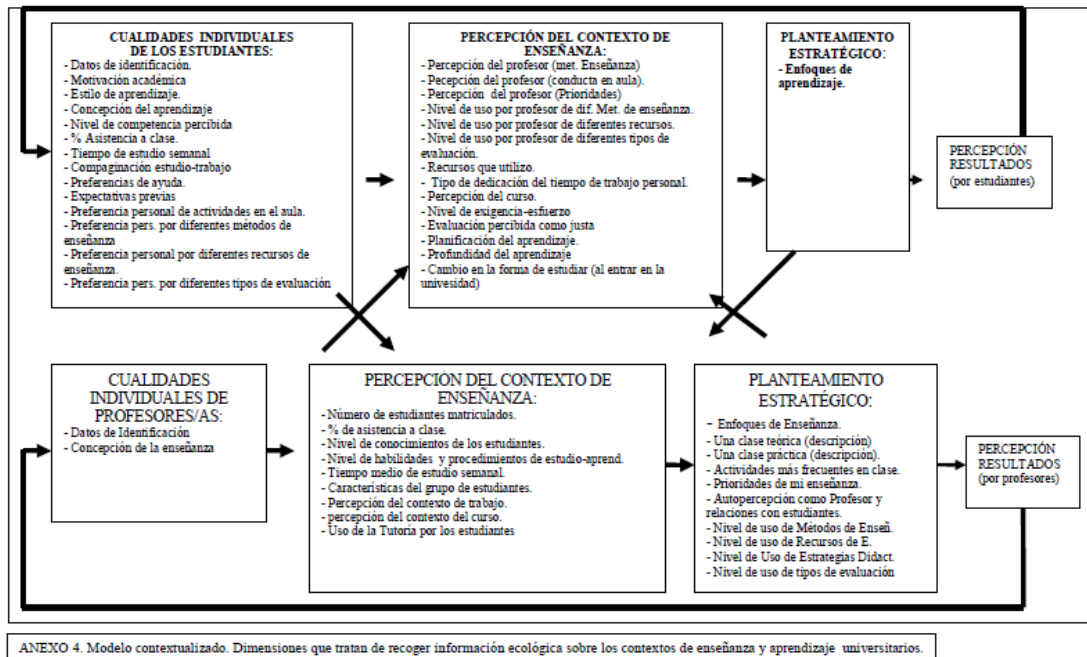 CUALIDADES INDIVIDUALES
DE LOS ESTUDIANTES:
- Datos de identificación.
- Motivación académica
- Estilo de aprendizaje.
- Concepción del aprendizaje
- Nivel de competencia percibida
- % Asistencia a clase.
- Tiempo de estudio semanal
- Compaginación estudio-trabajo
- Preferencias de ayuda.
- Expectativas previas
- Preferencia personal de actividades en el aula.
- Preferencia pers. por diferentes métodos de
enseñanza
- Preferencia personal por diferentes recursos de
enseñanza.
- Preferencia pers. por diferentes tipos de evaluación
PERCEPCIÓN DEL CONTEXTO DE
ENSEÑANZA:
- Percepción del profesor (met. Enseñanza)
- Pecepción del profesor (conducta en aula).
- Percepción del profesor (Prioridades)
- Nivel de uso por profesor de dif. Met. de enseñanza.
- Nivel de uso por profesor de diferentes recursos.
- Nivel de uso por profesor de diferentes tipos de
evaluación.
- Recursos que utilizo.
- Tipo de dedicación del tiempo de trabajo personal.
- Percepción del curso.
- Nivel de exigencia-esfuerzo
- Evaluación percibida como justa
- Planificación del aprendizaje.
- Profundidad del aprendizaje
- Cambio en la forma de estudiar (al entrar en la
univesidad)
PLANTEAMIENTO
ESTRATÉGICO:
- Enfoques de
aprendizaje.
PERCEPCIÓN
RESULTADOS
(por estudiantes)
CUALIDADES
INDIVIDUALES DE
PROFESORES/AS:
- Datos de Identificación
- Concepción de la enseñanza
PERCEPCIÓN DEL CONTEXTO DE
ENSEÑANZA:
- Número de estudiantes matriculados.
- % de asistencia a clase.
- Nivel de conocimientos de los estudiantes.
- Nivel de habilidades y procedimientos de estudio-aprend.
- Tiempo medio de estudio semanal.
- Características del grupo de estudiantes.
- Percepción del contexto de trabajo.
- percepción del contexto del curso.
- Uso de la Tutoría por los estudiantes
PLANTEAMIENTO
ESTRATÉGICO:
- Enfoques de Enseñanza.
- Una clase teórica (descripción)
- Una clase práctica (descripción).
- Actividades más frecuentes en clase.
- Prioridades de mi enseñanza.
- Autopercepción como Profesor y
relaciones con estudiantes.
- Nivel de uso de Métodos de Enseñ.
- Nivel de uso de Recursos de E.
- Nivel de Uso de Estrategias Didact.
- Nivel de uso de tipos de evaluación
PERCEPCIÓN
RESULTADOS
(por profesores)
ANEXO 4. Modelo contextualizado. Dimensiones que tratan de recoger información ecológica sobre los contextos de enseñanza y aprendizaje universitarios.